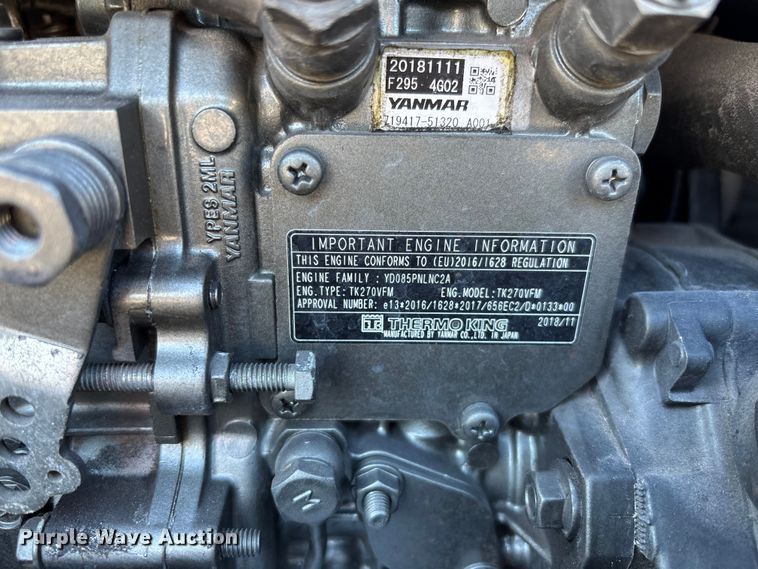 20181111
F295-4G02
YANMAR
719417-51320 A001
YPES 2ML
YANMAR
IMPORTANT ENGINE INFORMATION
THIS ENGINE CONFORMS TO (EU)2016/1628 REGULATION
ENGINE FAMILY : YD085PNLNC2A
ENG.TYPE: TK270VFM ENG.MODEL: TK270VFM
APPROVAL NUMBER: e13*2016/1628*2017/656EC2/D*0133*00
THERMO KING 2018/11
MANUFACTURED BY YANMAR CO.,LTD. IN JAPAN
M
Purple Wave Auction